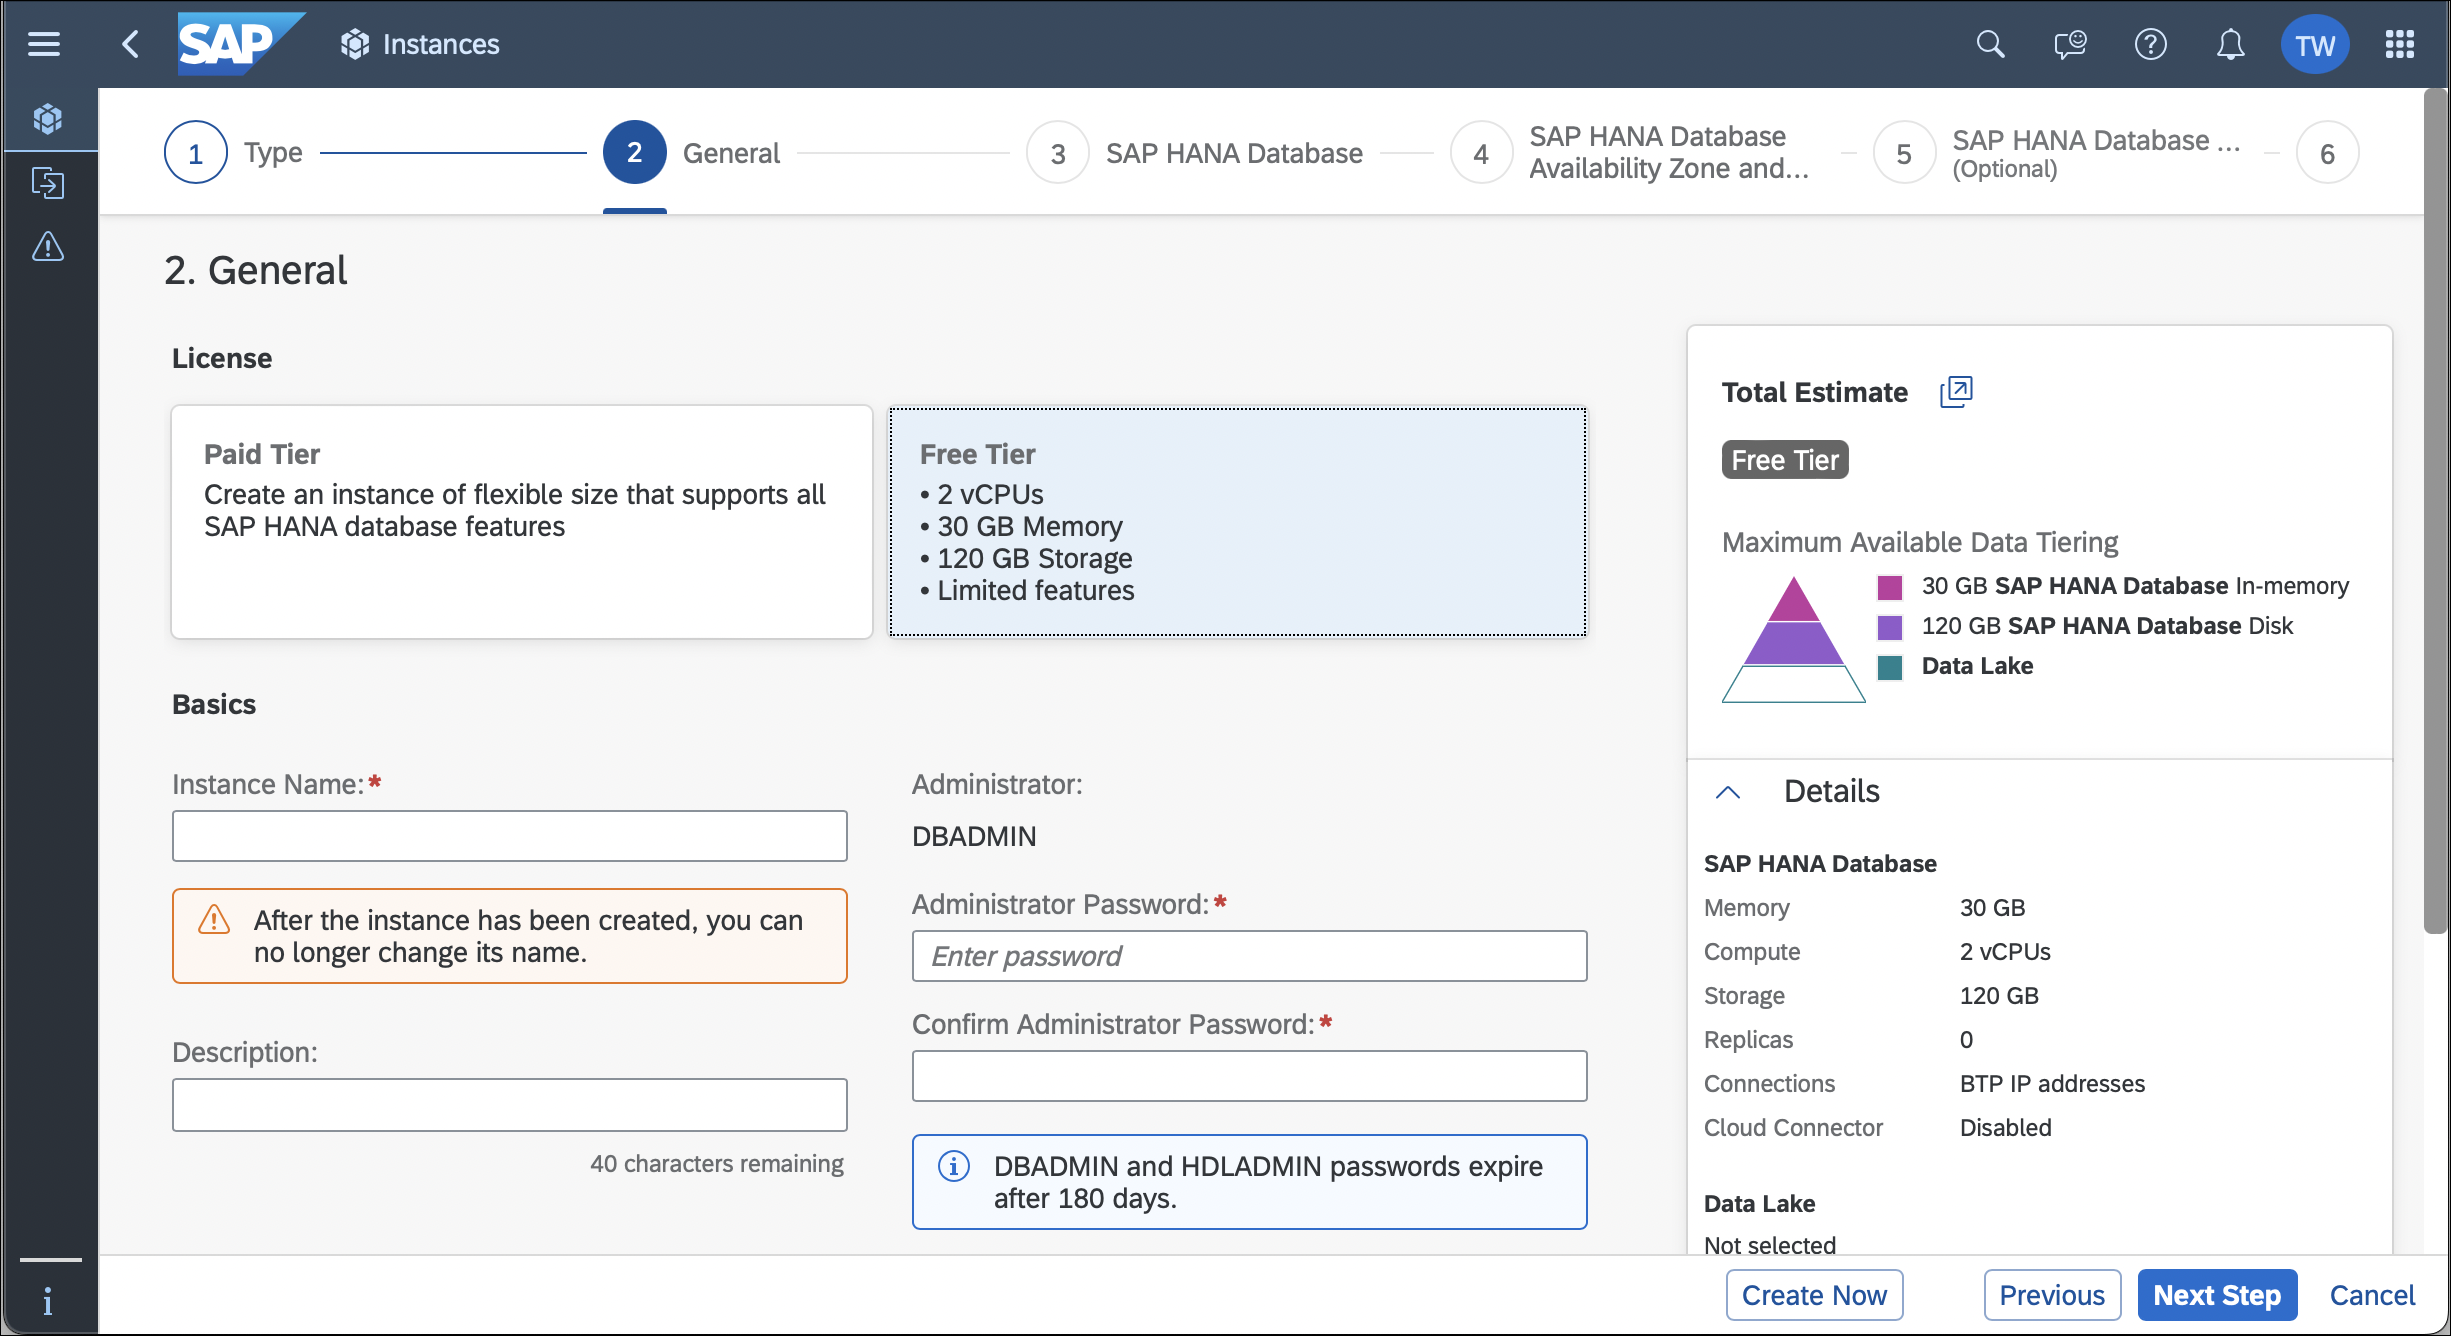 SAP
Instances
TW
1
Type
2
General
3
SAP HANA Database
4
SAP HANA Database
Availability Zone and...
5
SAP HANA Database ...
(Optional)
6
2. General
License
Paid Tier
Create an instance of flexible size that supports all
SAP HANA database features
Free Tier
• 2 vCPUs
• 30 GB Memory
• 120 GB Storage
• Limited features
Basics
Instance Name:*
After the instance has been created, you can
no longer change its name.
Description:
40 characters remaining
Administrator:
DBADMIN
Administrator Password:*
Enter password
Confirm Administrator Password:*
DBADMIN and HDLADMIN passwords expire
after 180 days.
Total Estimate
Free Tier
Maximum Available Data Tiering
30 GB SAP HANA Database In-memory
120 GB SAP HANA Database Disk
Data Lake
Details
SAP HANA Database
Memory 30 GB
Compute 2 vCPUs
Storage 120 GB
Replicas 0
Connections BTP IP addresses
Cloud Connector Disabled
Data Lake
Not selected
Create Now
Previous
Next Step
Cancel